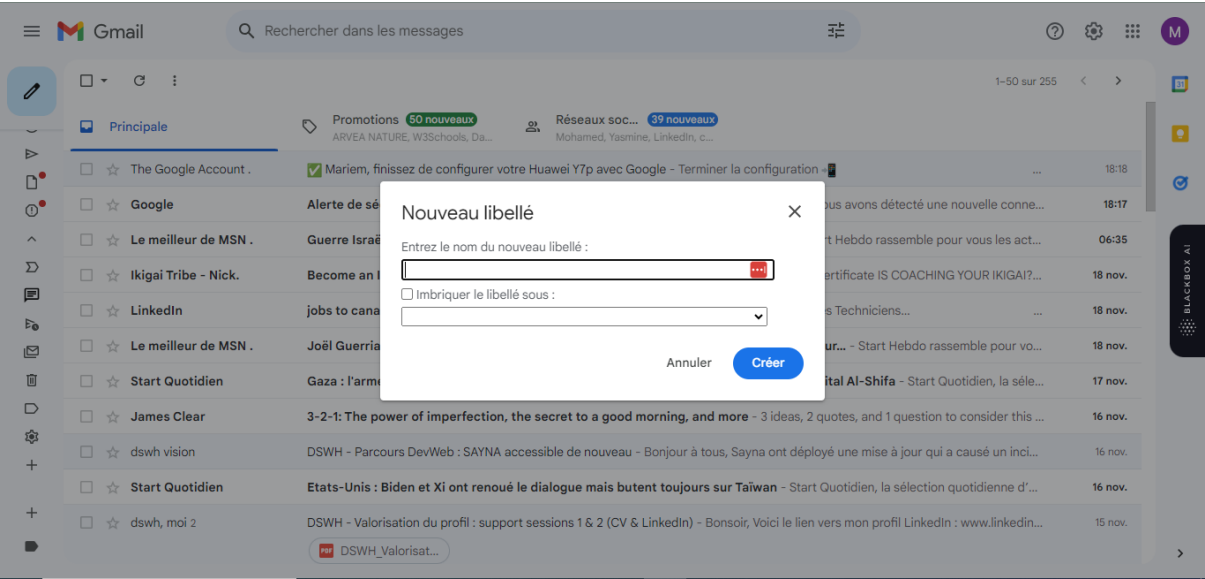 Gmail
Rechercher dans les messages
M
1–50 sur 255
31
Principale
Promotions 50 nouveaux
ARVEA NATURE, W3Schools, Da...
Réseaux soc... 39 nouveaux
Mohamed, Yasmine, LinkedIn, c...
The Google Account . ✅ Mariem, finissez de configurer votre Huawei Y7p avec Google - Terminer la configuration ... 18:18
Google Alerte de sé ous avons détecté une nouvelle conne... 18:17
Le meilleur de MSN . Guerre Israë t Hebdo rassemble pour vous les act... 06:35
Ikigai Tribe - Nick. Become an I ertificate IS COACHING YOUR IKIGAI?... 18 nov.
LinkedIn jobs to cana s Techniciens... ... 18 nov.
Le meilleur de MSN . Joël Guerria ur... - Start Hebdo rassemble pour vo... 18 nov.
Start Quotidien Gaza : l'arme ital Al-Shifa - Start Quotidien, la séle... 17 nov.
James Clear 3-2-1: The power of imperfection, the secret to a good morning, and more - 3 ideas, 2 quotes, and 1 question to consider this ... 16 nov.
dswh vision DSWH - Parcours DevWeb : SAYNA accessible de nouveau - Bonjour à tous, Sayna ont déployé une mise à jour qui a causé un inci... 16 nov.
Start Quotidien Etats-Unis : Biden et Xi ont renoué le dialogue mais butent toujours sur Taïwan - Start Quotidien, la sélection quotidienne d'... 16 nov.
dswh, moi 2 DSWH - Valorisation du profil : support sessions 1 & 2 (CV & LinkedIn) - Bonsoir, Voici le lien vers mon profil LinkedIn : www.linkedin... 15 nov.
PDF DSWH_Valorisat...
Nouveau libellé
Entrez le nom du nouveau libellé :
Imbriquer le libellé sous :
Annuler
Créer
BLACKBOX AI